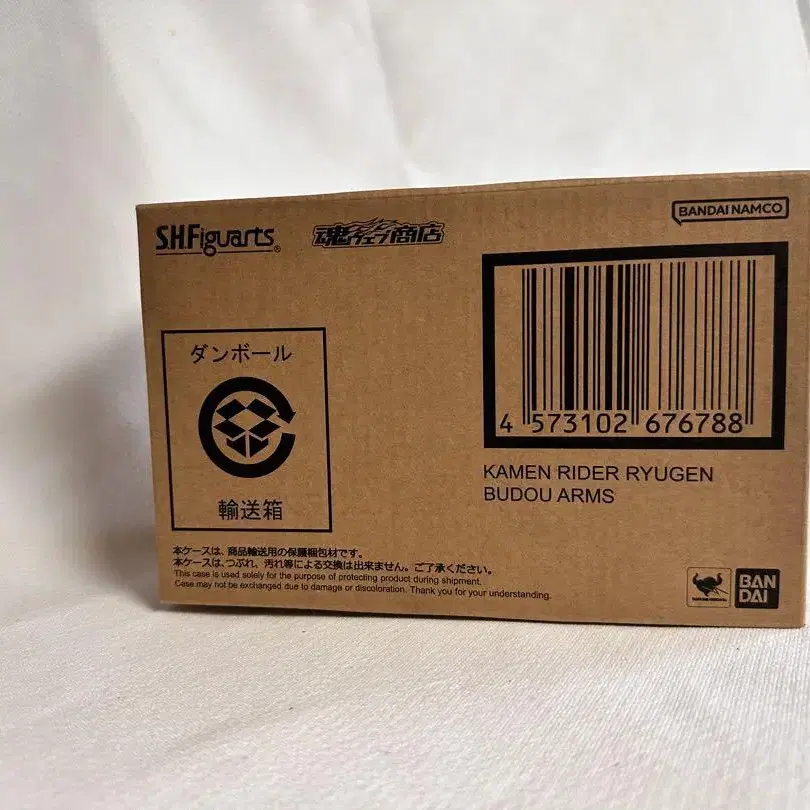 S.H.Figuarts®
魂ウェブ商店
BANDAI NAMCO
ダンボール
輸送箱
4 573102 676788
KAMEN RIDER RYUGEN
BUDOU ARMS
本ケースは、商品輸送用の保護梱包材です。
本ケースは、つぶれ、汚れ等による交換は出来ません。ご了承ください。
This case is used solely for the purpose of protecting product during shipment.
Case may not be exchanged due to damage or discoloration. Thank you for your understanding.
BAN
DAI